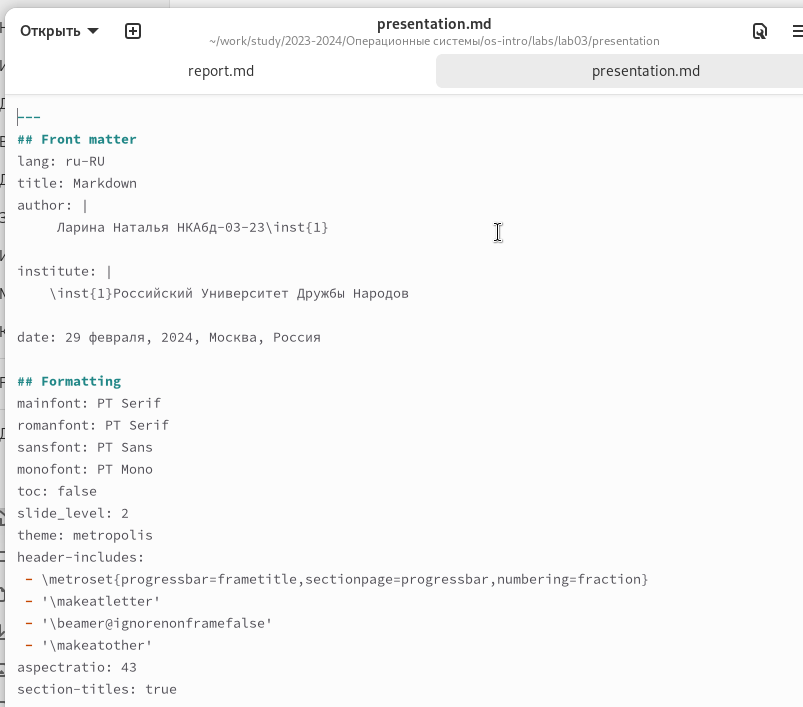 Открыть
presentation.md
~/work/study/2023-2024/Операционные системы/os-intro/labs/lab03/presentation
report.md
presentation.md
---
## Front matter
lang: ru-RU
title: Markdown
author: |
Ларина Наталья НКАбд-03-23\inst{1}
institute: |
\inst{1}Российский Университет Дружбы Народов
date: 29 февраля, 2024, Москва, Россия
## Formatting
mainfont: PT Serif
romanfont: PT Serif
sansfont: PT Sans
monofont: PT Mono
toc: false
slide_level: 2
theme: metropolis
header-includes:
- \metroset{progressbar=frametitle,sectionpage=progressbar,numbering=fraction}
- '\makeatletter'
- '\beamer@ignorenonframefalse'
- '\makeatother'
aspectratio: 43
section-titles: true